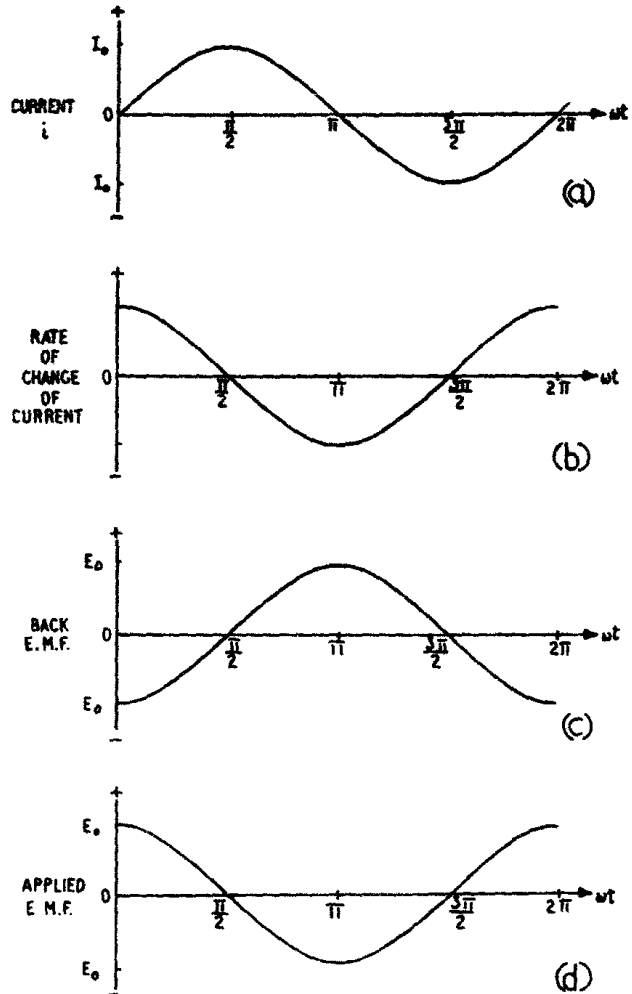 +
I₀
CURRENT
i
0
π/2
π
3π/2
2π
ωt
I₀
−
(a)
+
RATE
OF
CHANGE
OF
CURRENT
0
π/2
π
3π/2
2π
ωt
−
(b)
+
E₀
BACK
E.M.F.
0
π/2
π
3π/2
2π
ωt
E₀
−
(c)
+
E₀
APPLIED
E M.F.
0
π/2
π
3π/2
2π
ωt
E₀
−
(d)